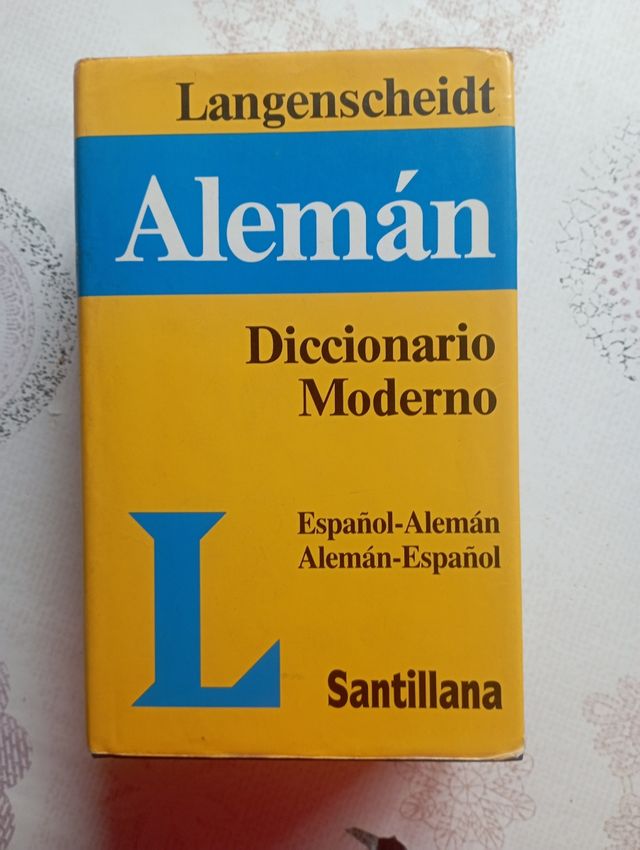 Langenscheidt
Alemán
Diccionario
Moderno
Español-Alemán
Alemán-Español
L
Santillana